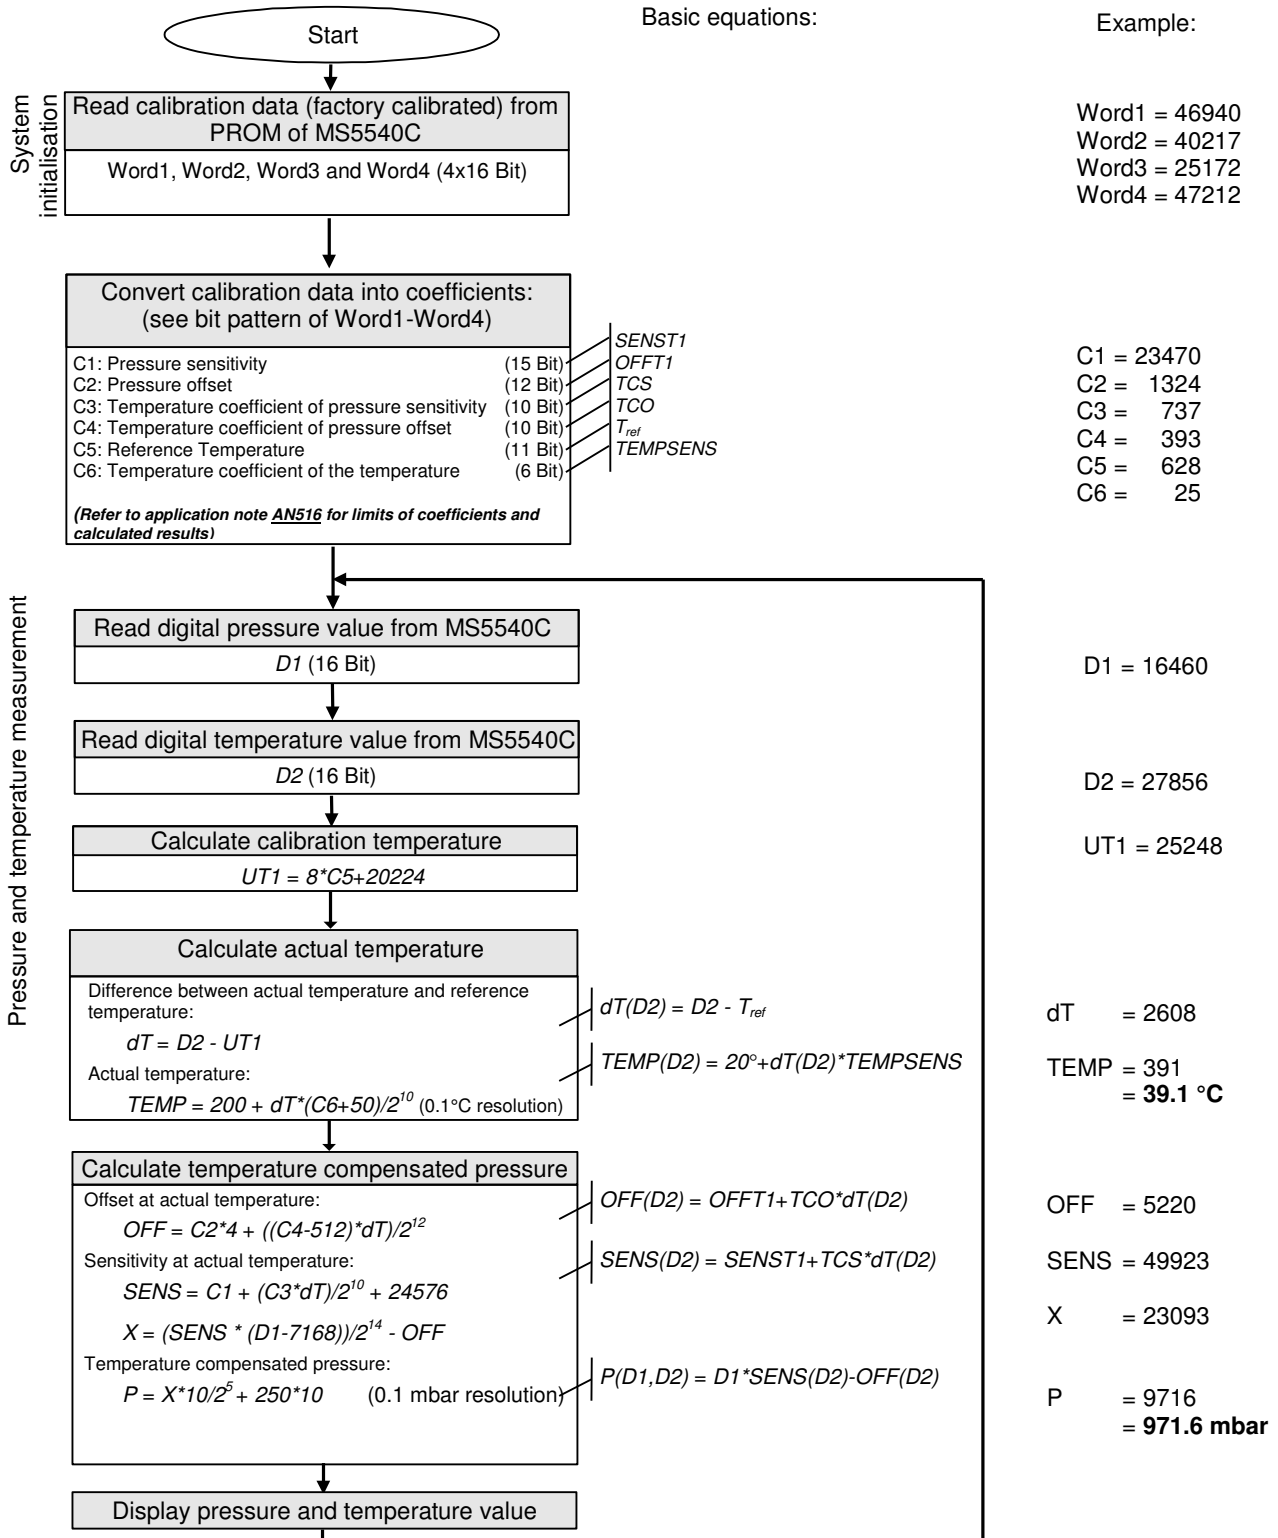 Basic equations:
Example:
Start
System
initialisation
Read calibration data (factory calibrated) from
PROM of MS5540C
Word1, Word2, Word3 and Word4 (4x16 Bit)
Word1 = 46940
Word2 = 40217
Word3 = 25172
Word4 = 47212
Convert calibration data into coefficients:
(see bit pattern of Word1-Word4)
C1: Pressure sensitivity (15 Bit)
C2: Pressure offset (12 Bit)
C3: Temperature coefficient of pressure sensitivity (10 Bit)
C4: Temperature coefficient of pressure offset (10 Bit)
C5: Reference Temperature (11 Bit)
C6: Temperature coefficient of the temperature (6 Bit)
(Refer to application note AN516 for limits of coefficients and
calculated results)
SENST1
OFFT1
TCS
TCO
Tref
TEMPSENS
C1 = 23470
C2 = 1324
C3 = 737
C4 = 393
C5 = 628
C6 = 25
Pressure and temperature measurement
Read digital pressure value from MS5540C
D1 (16 Bit)
D1 = 16460
Read digital temperature value from MS5540C
D2 (16 Bit)
D2 = 27856
Calculate calibration temperature
UT1 = 8*C5+20224
UT1 = 25248
Calculate actual temperature
Difference between actual temperature and reference
temperature:
dT = D2 - UT1
Actual temperature:
TEMP = 200 + dT*(C6+50)/2^10 (0.1°C resolution)
dT(D2) = D2 - Tref
TEMP(D2) = 20°+dT(D2)*TEMPSENS
dT = 2608
TEMP = 391
= 39.1 °C
Calculate temperature compensated pressure
Offset at actual temperature:
OFF = C2*4 + ((C4-512)*dT)/2^12
Sensitivity at actual temperature:
SENS = C1 + (C3*dT)/2^10 + 24576
X = (SENS * (D1-7168))/2^14 - OFF
Temperature compensated pressure:
P = X*10/2^5 + 250*10 (0.1 mbar resolution)
OFF(D2) = OFFT1+TCO*dT(D2)
SENS(D2) = SENST1+TCS*dT(D2)
P(D1,D2) = D1*SENS(D2)-OFF(D2)
OFF = 5220
SENS = 49923
X = 23093
P = 9716
= 971.6 mbar
Display pressure and temperature value